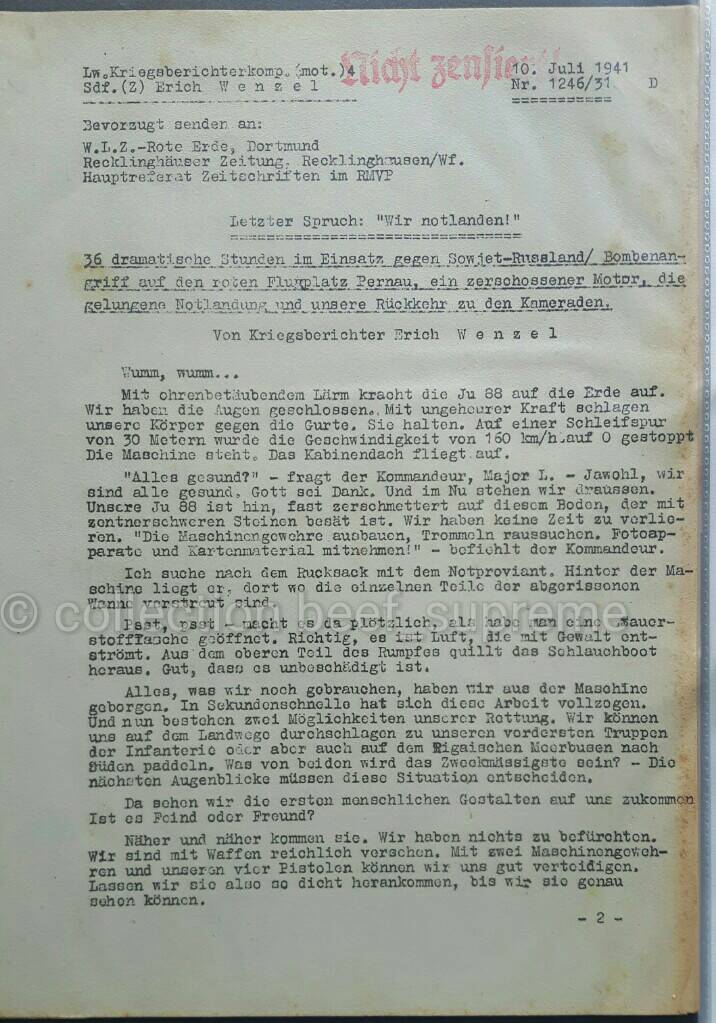 Lw.Kriegsberichterkomp.(mot.)4 Nicht zensiert! 10. Juli 1941
Sdf.(Z) Erich W e n z e l Nr. 1246/31 D
Bevorzugt senden an:
W.L.Z.-Rote Erde, Dortmund
Recklinghäuser Zeitung, Recklinghausen/Wf.
Hauptreferat Zeitschriften im RMVP
Letzter Spruch: "Wir notlanden!"
36 dramatische Stunden im Einsatz gegen Sowjet-Russland/ Bombenan-
griff auf den roten Flugplatz Pernau, ein zerschossener Motor, die
gelungene Notlandung und unsere Rückkehr zu den Kameraden.
Von Kriegsberichter Erich W e n z e l
Wumm, wumm...
Mit ohrenbetäubendem Lärm kracht die Ju 88 auf die Erde auf.
Wir haben die Augen geschlossen. Mit ungeheurer Kraft schlagen
unsere Körper gegen die Gurte. Sie halten. Auf einer Schleifspur
von 30 Metern wurde die Geschwindigkeit von 160 km/h.auf 0 gestoppt
Die Maschine steht. Das Kabinendach fliegt auf.
"Alles gesund?" - fragt der Kommandeur, Major L. - Jawohl, wir
sind alle gesund, Gott sei Dank. Und im Nu stehen wir draussen.
Unsere Ju 88 ist hin, fast zerschmettert auf diesem Boden, der mit
zentnerschweren Steinen besät ist. Wir haben keine Zeit zu verlie-
ren. "Die Maschinengewehre ausbauen, Trommeln raussuchen. Fotoap-
parate und Kartenmaterial mitnehmen!" - befiehlt der Kommandeur.
Ich suche nach dem Rucksack mit dem Notproviant. Hinter der Ma-
schine liegt er, dort wo die einzelnen Teile der abgerissenen
Wanne verstreut sind.
© collection beef_supreme
Psst, psst - macht es da plötzlich, als habe man eine Sauer-
stofflasche geöffnet. Richtig, es ist Luft, die mit Gewalt ent-
strömt. Aus dem oberen Teil des Rumpfes quillt das Schlauchboot
heraus. Gut, dass es unbeschädigt ist.
Alles, was wir noch gebrauchen, haben wir aus der Maschine
geborgen. In Sekundenschnelle hat sich diese Arbeit vollzogen.
Und nun bestehen zwei Möglichkeiten unserer Rettung. Wir können
uns auf dem Landwege durchschlagen zu unseren vordersten Truppen
der Infanterie oder aber auch auf dem Rigaischen Meerbusen nach
Süden paddeln. Was von beiden wird das Zweckmässigste sein? - Die
nächsten Augenblicke müssen diese Situation entscheiden.
Da sehen wir die ersten menschlichen Gestalten auf uns zukommen
Ist es Feind oder Freund?
Näher und näher kommen sie. Wir haben nichts zu befürchten.
Wir sind mit Waffen reichlich versehen. Mit zwei Maschinengeweh-
ren und unseren vier Pistolen können wir uns gut verteidigen.
Lassen wir sie also so dicht herankommen, bis wir sie genau
sehen können.
- 2 -